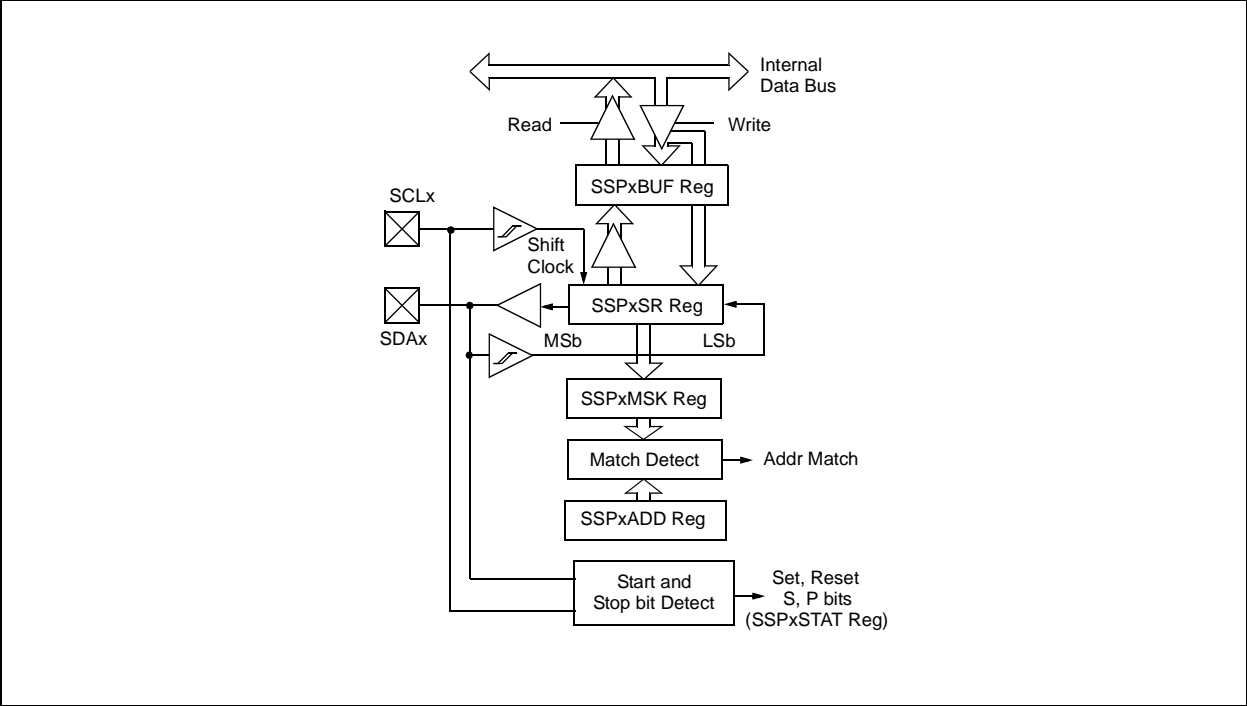 Internal
Data Bus
Read
Write
SSPxBUF Reg
SCLx
Shift
Clock
SSPxSR Reg
SDAx
MSb
LSb
SSPxMSK Reg
Match Detect
Addr Match
SSPxADD Reg
Start and
Stop bit Detect
Set, Reset
S, P bits
(SSPxSTAT Reg)